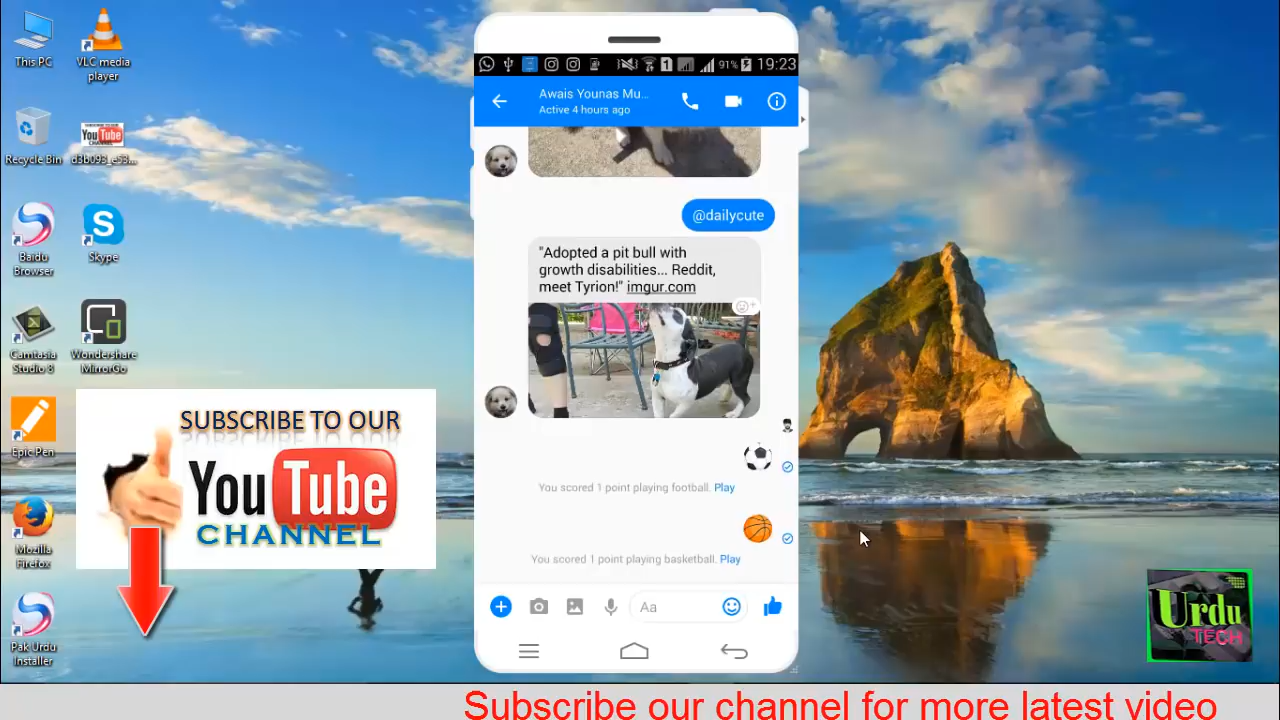 This PC
VLC media
player
Recycle Bin
YouTube
Baidu
Browser
Skype
Camtasia
Studio 8
Wondershare
MirrorGo
Epic Pen
Mozilla
Firefox
Pak Urdu
Installer
SUBSCRIBE TO OUR
YouTube
CHANNEL
1
91%
19:23
Awais Younas Mu...
Active 4 hours ago
@dailycute
"Adopted a pit bull with
growth disabilities... Reddit,
meet Tyrion!" imgur.com
You scored 1 point playing football. Play
You scored 1 point playing basketball. Play
Aa
Urdu
TECH
Subscribe our channel for more latest video